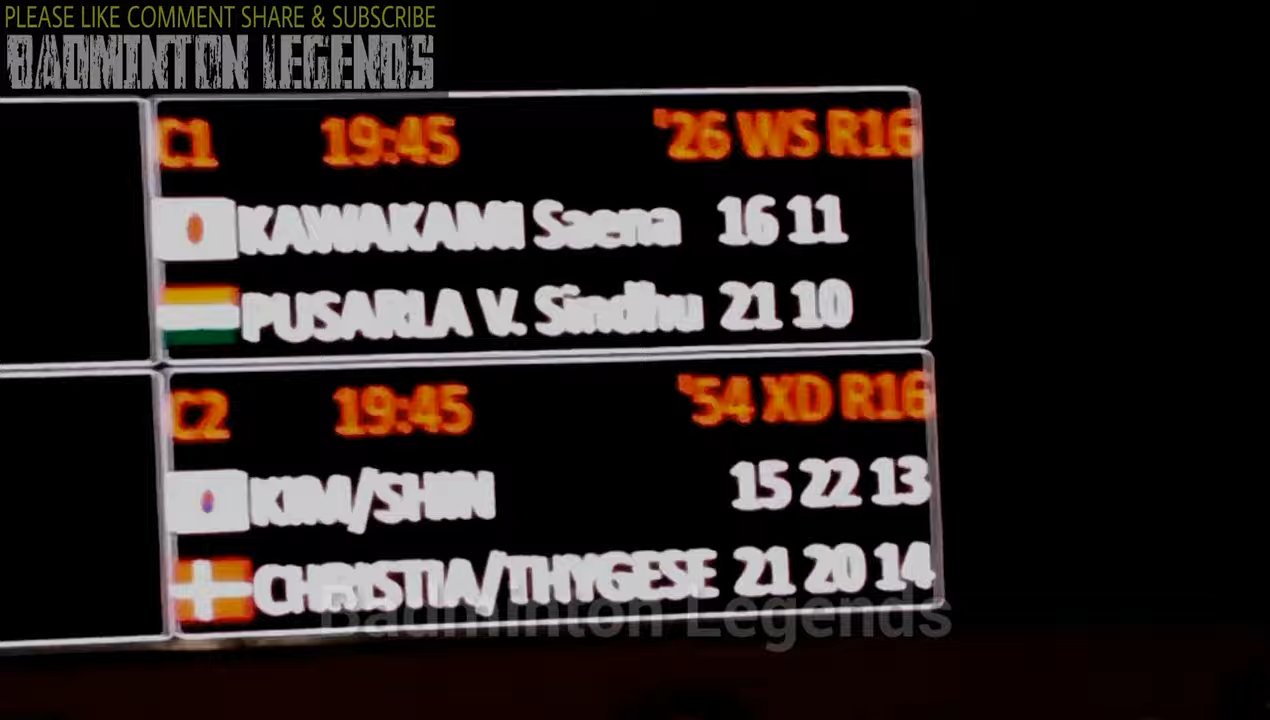 PLEASE LIKE COMMENT SHARE & SUBSCRIBE
BADMINTON LEGENDS
C1 19:45 '26 WS R16
KAWAKAMI Saena 16 11
PUSARLA V. Sindhu 21 10
C2 19:45 '54 XD R16
KIM/SHIN 15 22 13
CHRISTIA/THYGESE 21 20 14
Badminton Legends